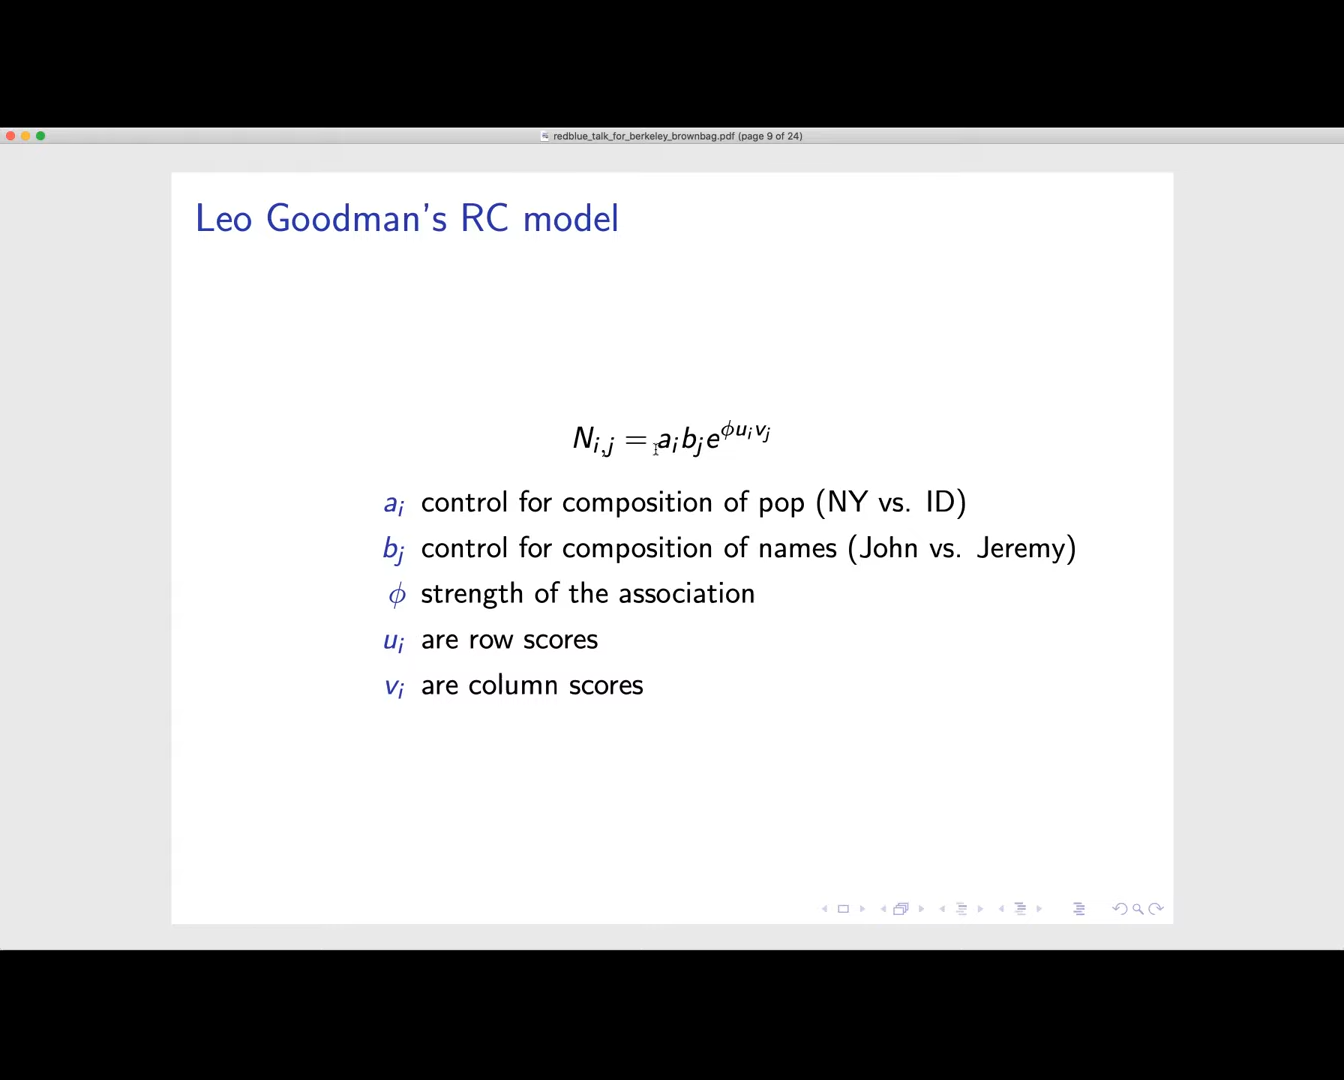 redblue_talk_for_berkeley_brownbag.pdf (page 9 of 24)
Leo Goodman's RC model
N_{i,j} = a_i b_j e^{ϕu_i v_j}
a_i control for composition of pop (NY vs. ID)
b_j control for composition of names (John vs. Jeremy)
ϕ strength of the association
u_i are row scores
v_i are column scores